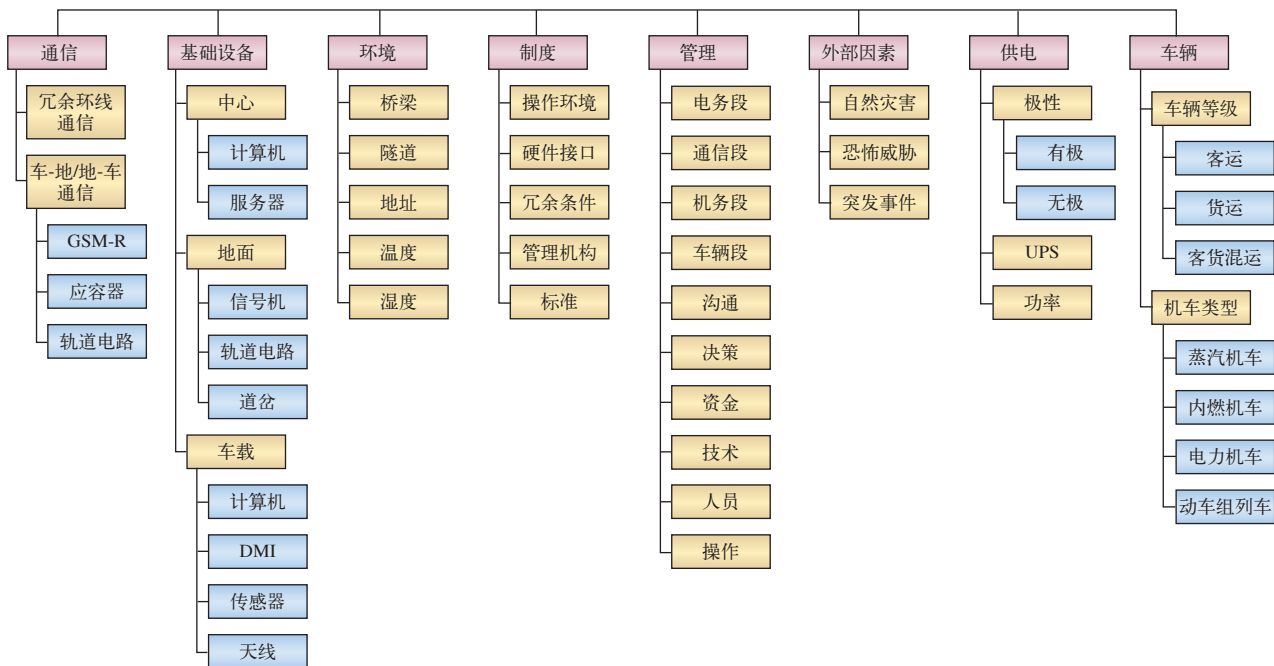 通信
冗余环线
通信
车-地/地-车
通信
GSM-R
应容器
轨道电路
基础设备
中心
计算机
服务器
地面
信号机
轨道电路
道岔
车载
计算机
DMI
传感器
天线
环境
桥梁
隧道
地址
温度
湿度
制度
操作环境
硬件接口
冗余条件
管理机构
标准
管理
电务段
通信段
机务段
车辆段
沟通
决策
资金
技术
人员
操作
外部因素
自然灾害
恐怖威胁
突发事件
供电
极性
有极
无极
UPS
功率
车辆
车辆等级
客运
货运
客货混运
机车类型
蒸汽机车
内燃机车
电力机车
动车组列车